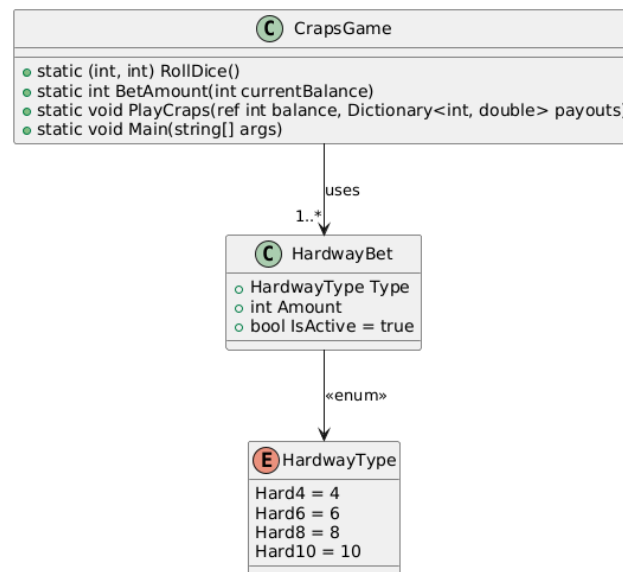 C CrapsGame
static (int, int) RollDice()
static int BetAmount(int currentBalance)
static void PlayCraps(ref int balance, Dictionary<int, double> payouts)
static void Main(string[] args)
uses
1..*
C HardwayBet
HardwayType Type
int Amount
bool IsActive = true
«enum»
E HardwayType
Hard4 = 4
Hard6 = 6
Hard8 = 8
Hard10 = 10